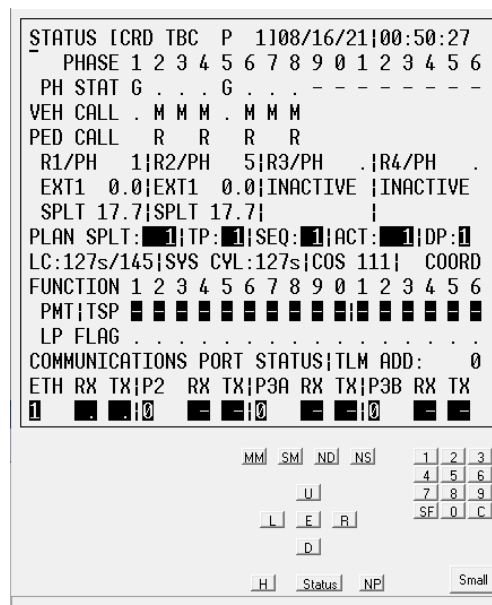 STATUS [CRD TBC P 1]08/16/21|00:50:27
PHASE 1 2 3 4 5 6 7 8 9 0 1 2 3 4 5 6
PH STAT G . . . G . . . - - - - - - - -
VEH CALL . M M M . M M M
PED CALL R R R R
R1/PH 1|R2/PH 5|R3/PH .|R4/PH .
EXT1 0.0|EXT1 0.0|INACTIVE |INACTIVE
SPLT 17.7|SPLT 17.7| |
PLAN SPLT: 1|TP: 1|SEQ: 1|ACT: 1|DP:1
LC:127s/145|SYS CYL:127s|COS 111| COORD
FUNCTION 1 2 3 4 5 6 7 8 9 0 1 2 3 4 5 6
PMT|TSP - - - - - - - - - -|- - - - - -
LP FLAG . . . . . . . . . . . . . . . .
COMMUNICATIONS PORT STATUS|TLM ADD: 0
ETH RX TX|P2 RX TX|P3A RX TX|P3B RX TX
1 . .|0 - -|0 - -|0 - -
MM SM ND NS 1 2 3
4 5 6
U 7 8 9
SF 0 C
L E R
D
H Status NP Small